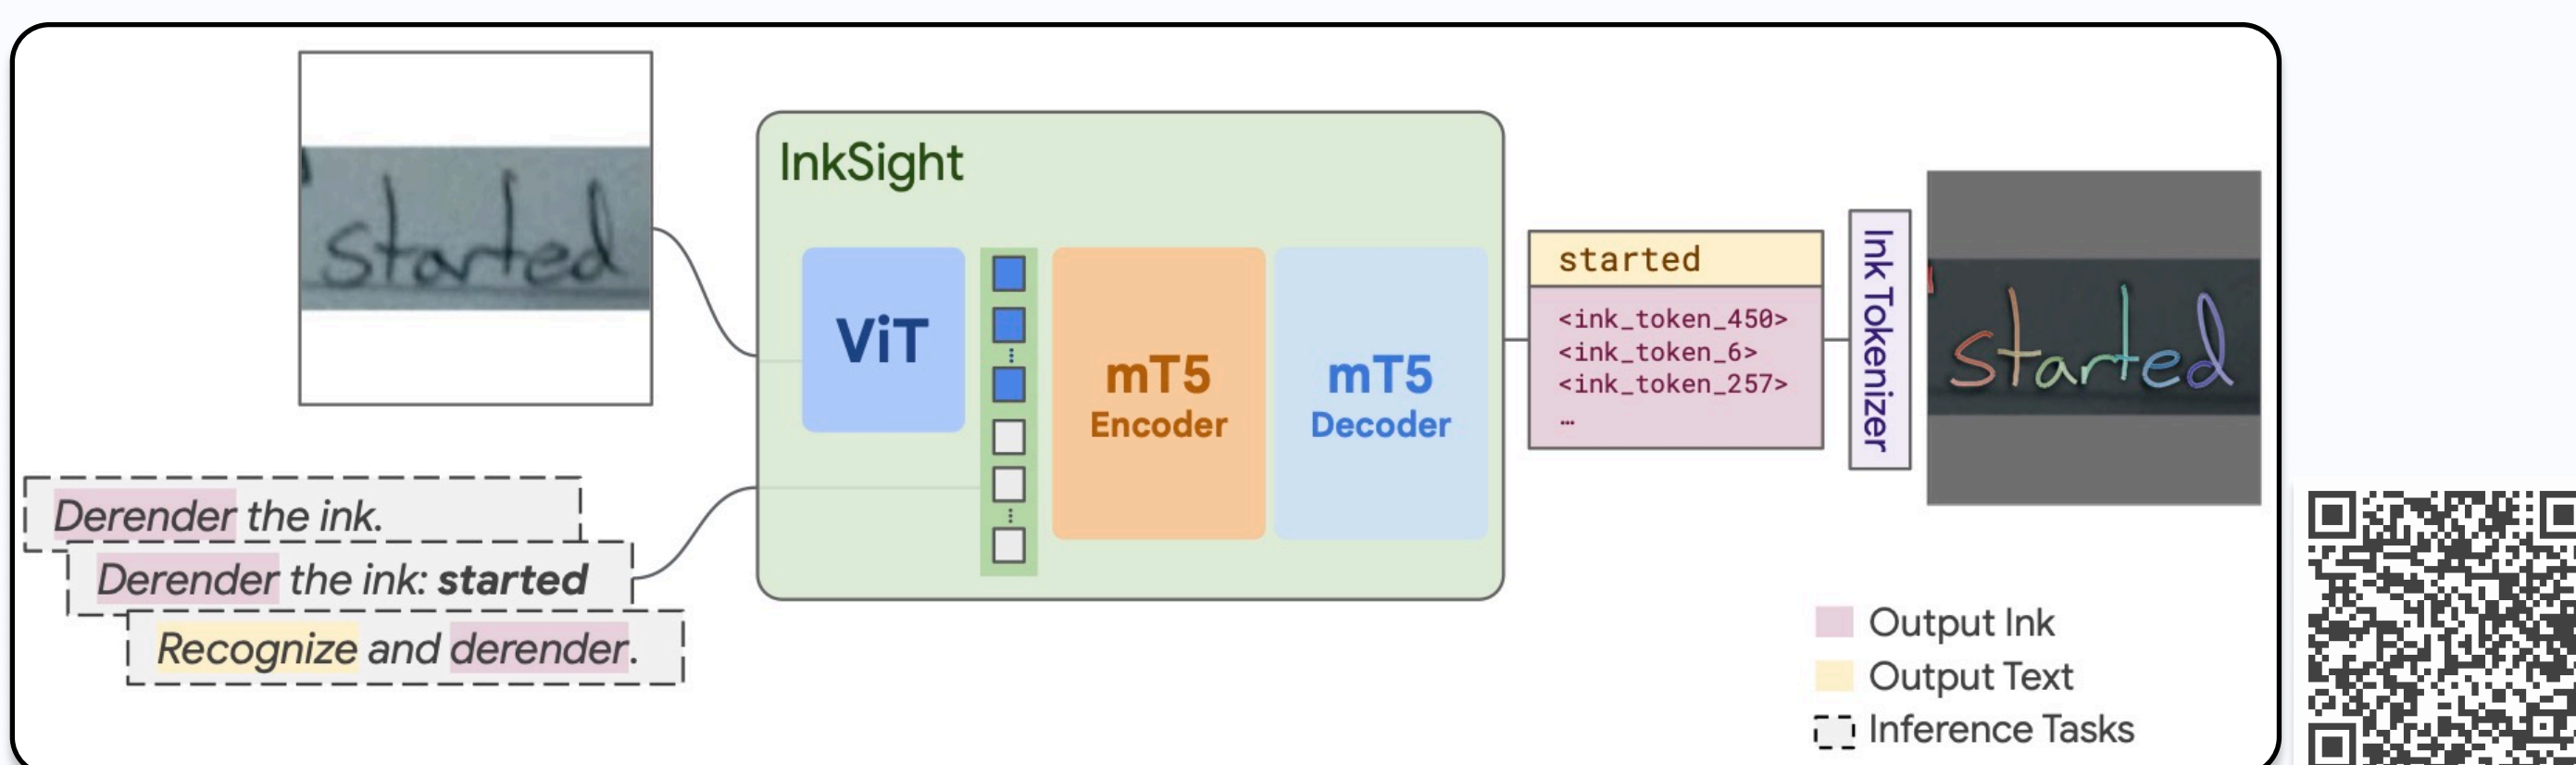 started
Derender the ink.
Derender the ink: started
Recognize and derender.
InkSight
ViT
mT5
Encoder
mT5
Decoder
started
<ink_token_450>
<ink_token_6>
<ink_token_257>
…
Ink Tokenizer
started
Output Ink
Output Text
Inference Tasks